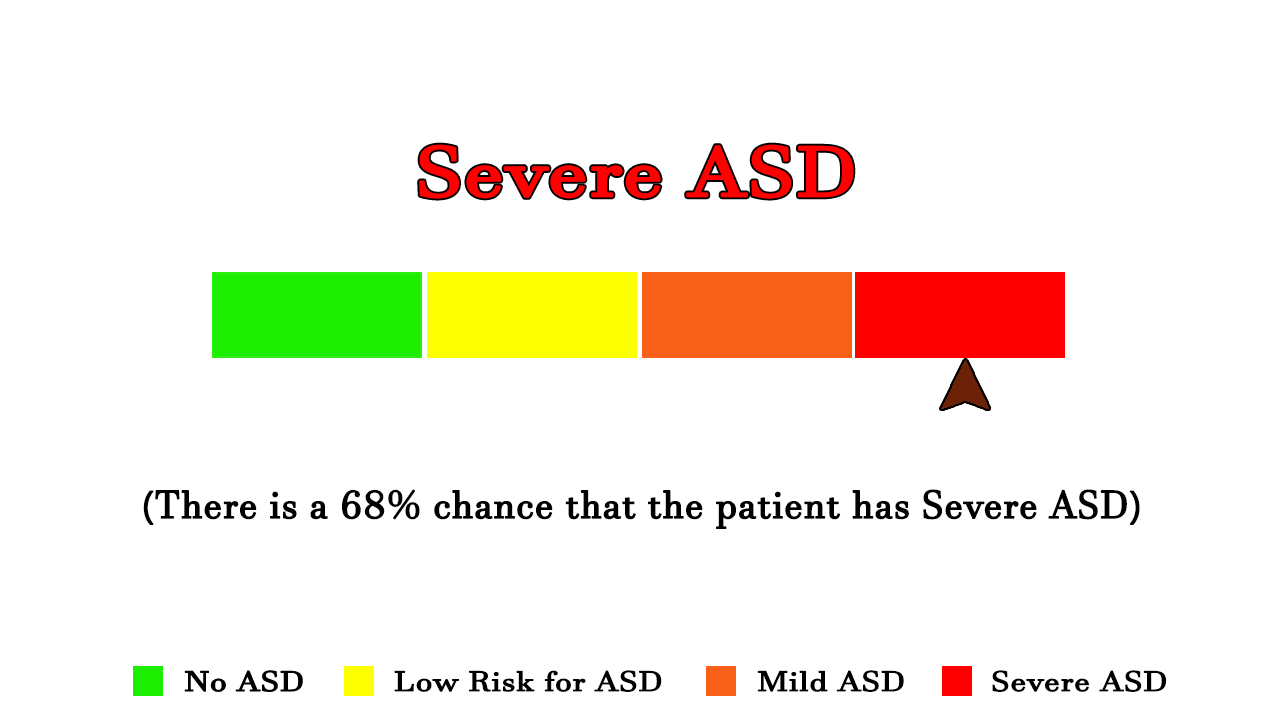 Severe ASD
(There is a 68% chance that the patient has Severe ASD)
No ASD Low Risk for ASD Mild ASD Severe ASD